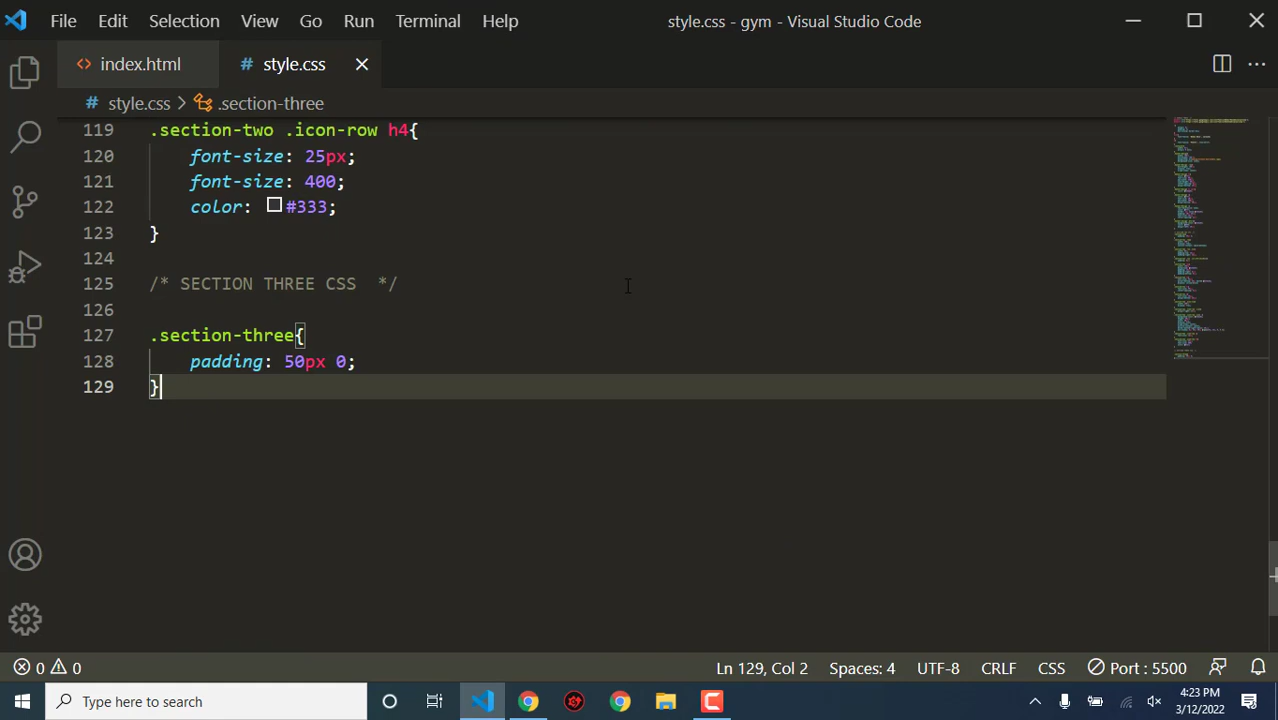 File Edit Selection View Go Run Terminal Help style.css - gym - Visual Studio Code
<> index.html # style.css
# style.css > .section-three
119 .section-two .icon-row h4{
120 font-size: 25px;
121 font-size: 400;
122 color: #333;
123 }
124
125 /* SECTION THREE CSS  */
126
127 .section-three{
128 padding: 50px 0;
129 }
0 0 Ln 129, Col 2 Spaces: 4 UTF-8 CRLF CSS Port : 5500
Type here to search 4:23 PM
3/12/2022